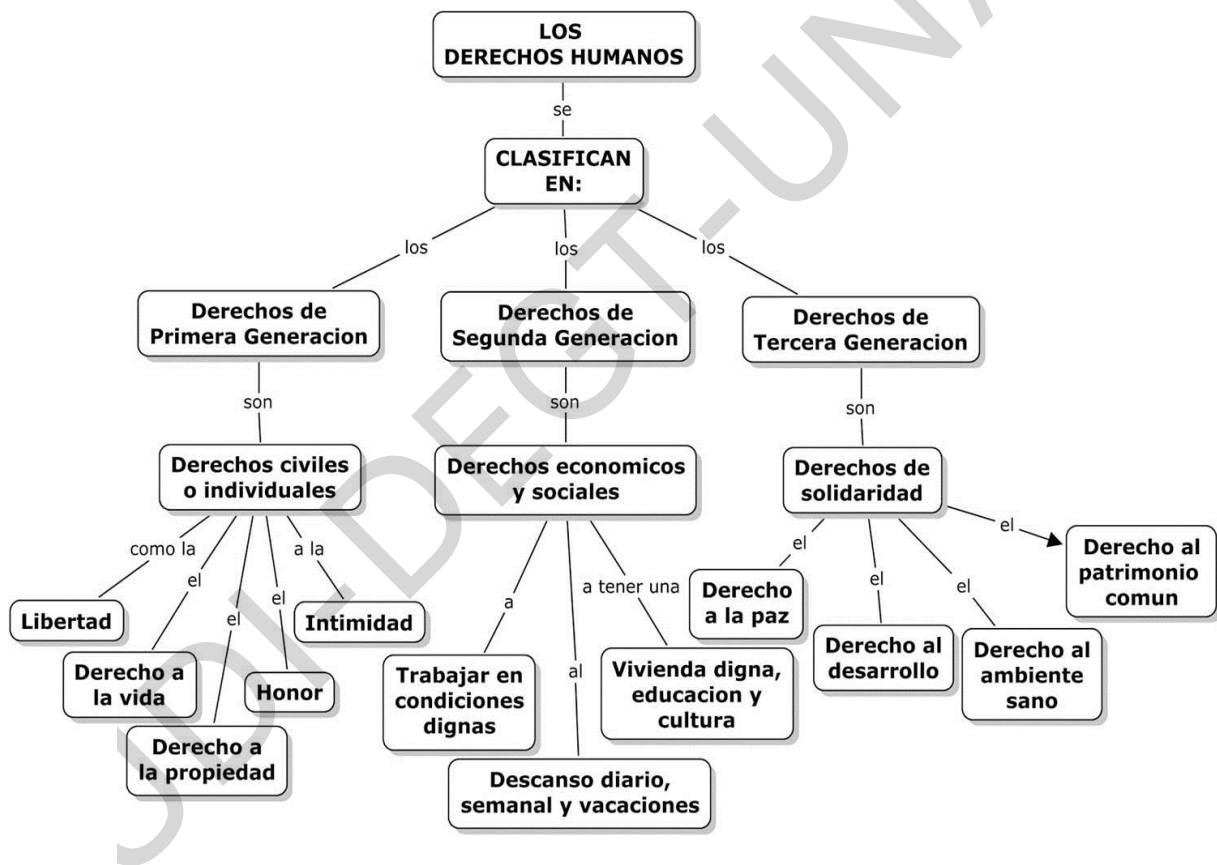 LOS
DERECHOS HUMANOS
se
CLASIFICAN
EN:
los
los
los
Derechos de
Primera Generacion
Derechos de
Segunda Generacion
Derechos de
Tercera Generacion
son
son
son
Derechos civiles
o individuales
Derechos economicos
y sociales
Derechos de
solidaridad
como la
el
el
el
a la
a
al
a tener una
el
el
el
el
Libertad
Derecho a
la vida
Derecho a
la propiedad
Honor
Intimidad
Trabajar en
condiciones
dignas
Descanso diario,
semanal y vacaciones
Vivienda digna,
educacion y
cultura
Derecho
a la paz
Derecho al
desarrollo
Derecho al
ambiente
sano
Derecho al
patrimonio
comun
UDI-DEGT-UNA